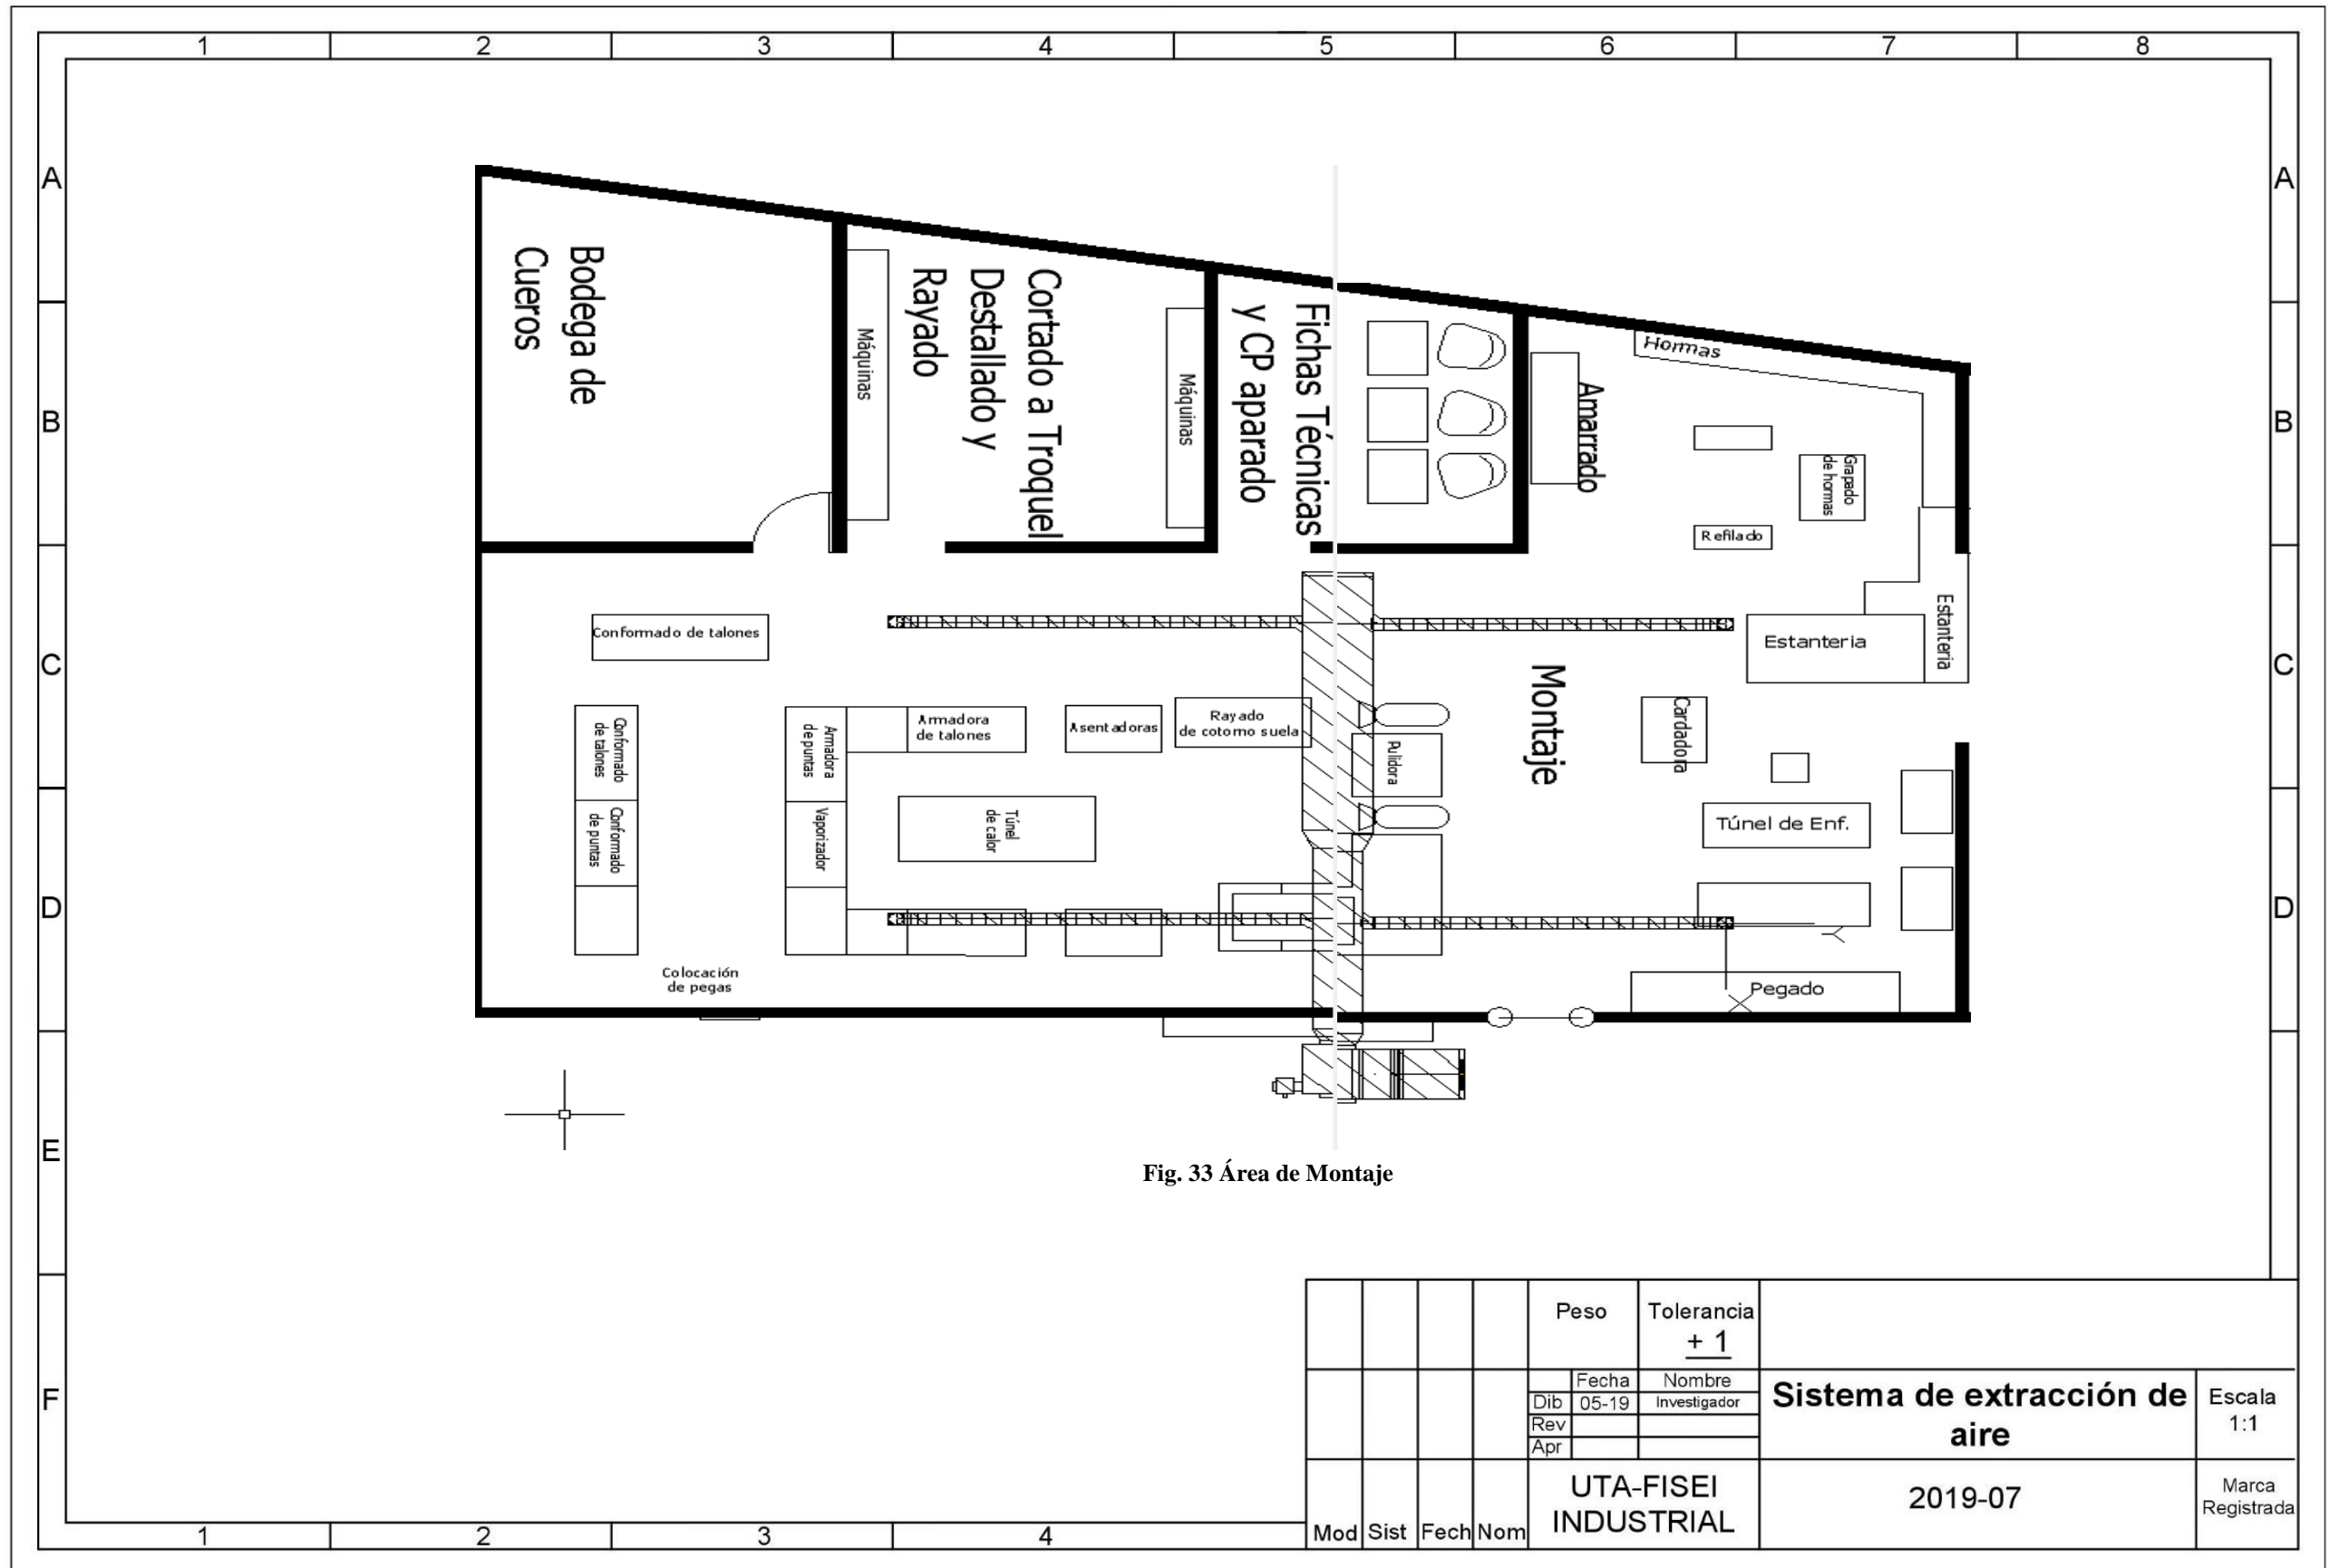 1 2 3 4 5 6 7 8
A A
B B
C C
D D
E
F
Bodega de
Cueros
Máquinas
Cortado a Troquel
Destallado y
Rayado
Máquinas
Fichas Técnicas
y CP aparado
Amarrado
Hormas
Grapado
de hormas
Refilado
Estanteria
Estanteria
Conformado de talones
Conformado
de talones
Conformado
de puntas
Armadora
de puntas
Vaporizador
Armadora
de talones
Asentadoras
Rayado
de cotorno suela
Túnel
de calor
Pulidora
Montaje
Cardadora
Túnel de Enf.
Colocación
de pegas
Pegado
Fig. 33 Área de Montaje
Peso
Tolerancia
+ 1
Fecha Nombre
Dib 05-19 Investigador
Rev
Apr
Sistema de extracción de
aire
Escala
1:1
UTA-FISEI
INDUSTRIAL
2019-07
Marca
Registrada
Mod Sist Fech Nom
1 2 3 4